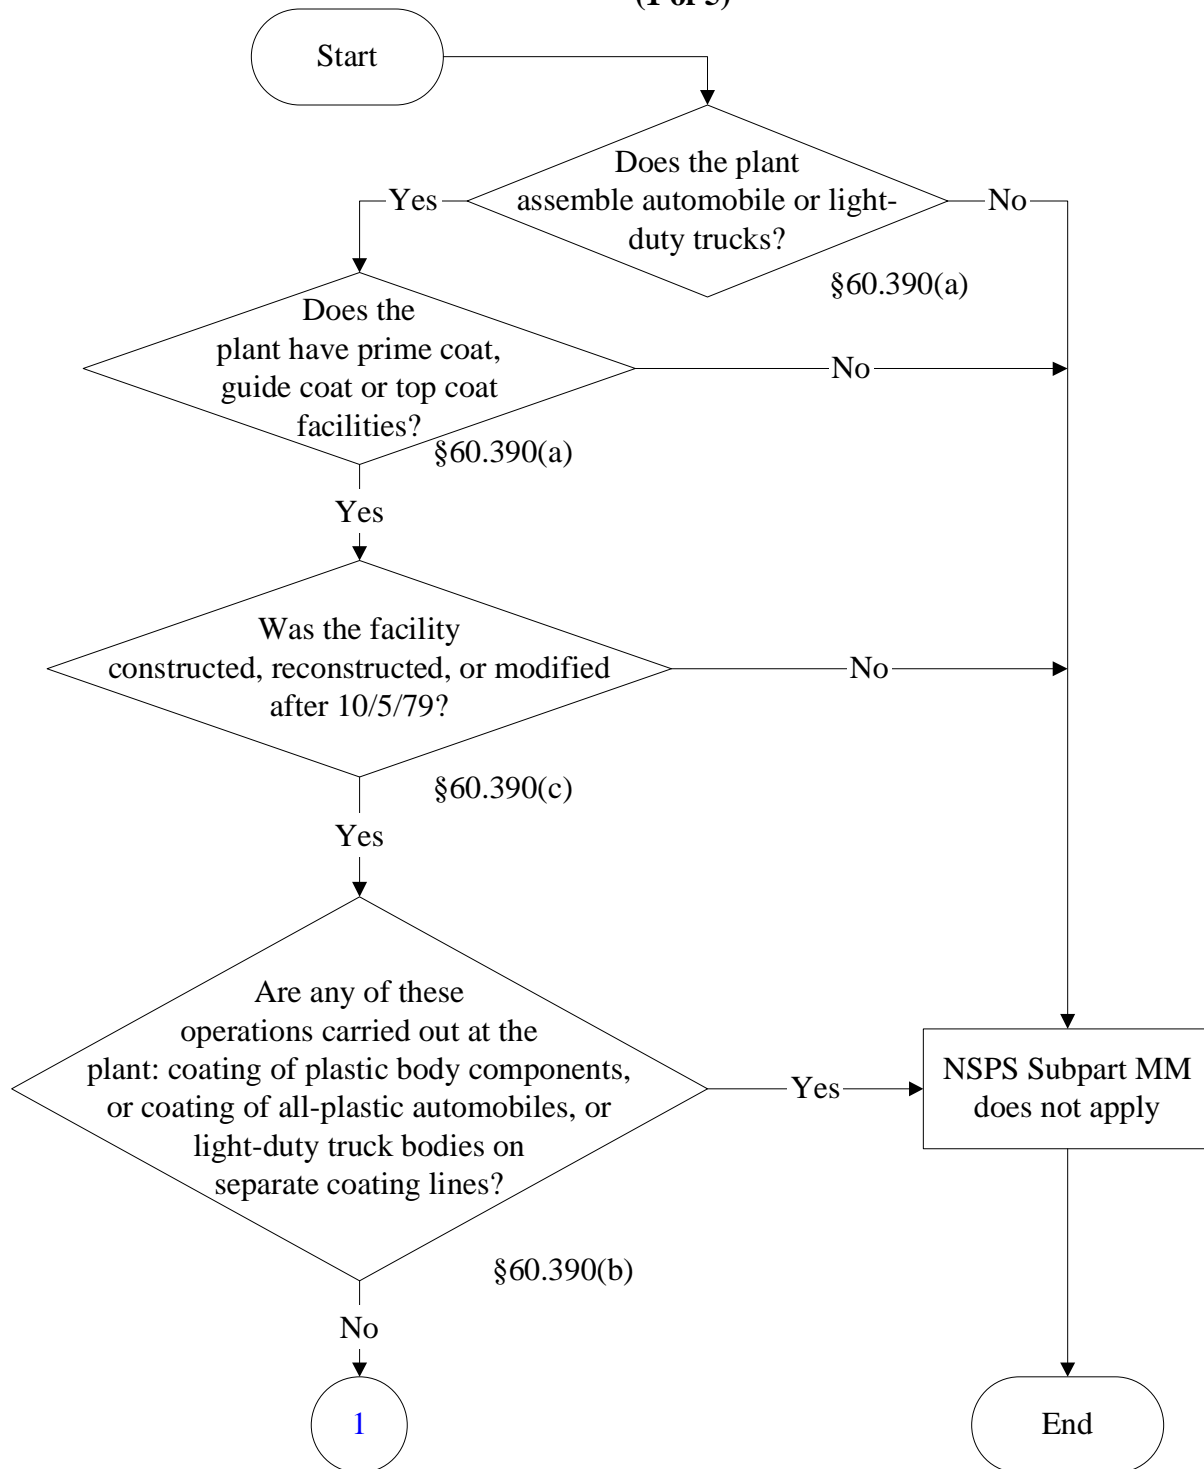 Start
Does the plant
assemble automobile or light-
duty trucks?
Yes
No
§60.390(a)
Does the
plant have prime coat,
guide coat or top coat
facilities?
No
§60.390(a)
Yes
Was the facility
constructed, reconstructed, or modified
after 10/5/79?
No
§60.390(c)
Yes
Are any of these
operations carried out at the
plant: coating of plastic body components,
or coating of all-plastic automobiles, or
light-duty truck bodies on
separate coating lines?
Yes
NSPS Subpart MM
does not apply
§60.390(b)
No
1
End